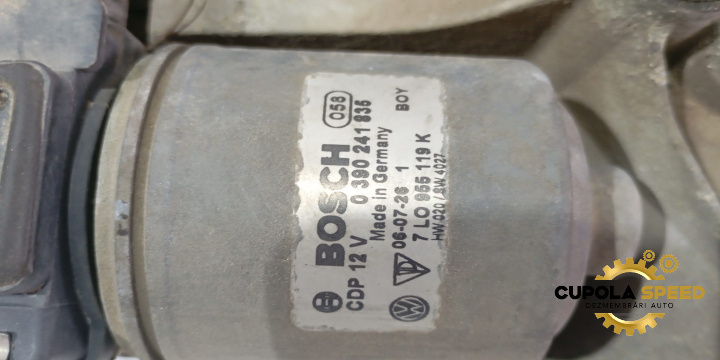 BOSCH 058
CDP 12 V 0 390 241 835
Made in Germany BOY
06-07-26 1
7 L0 955 119 K
HW 020 / SW 4027
CUPOLA SPEED
DEZMEMBRĂRI AUTO